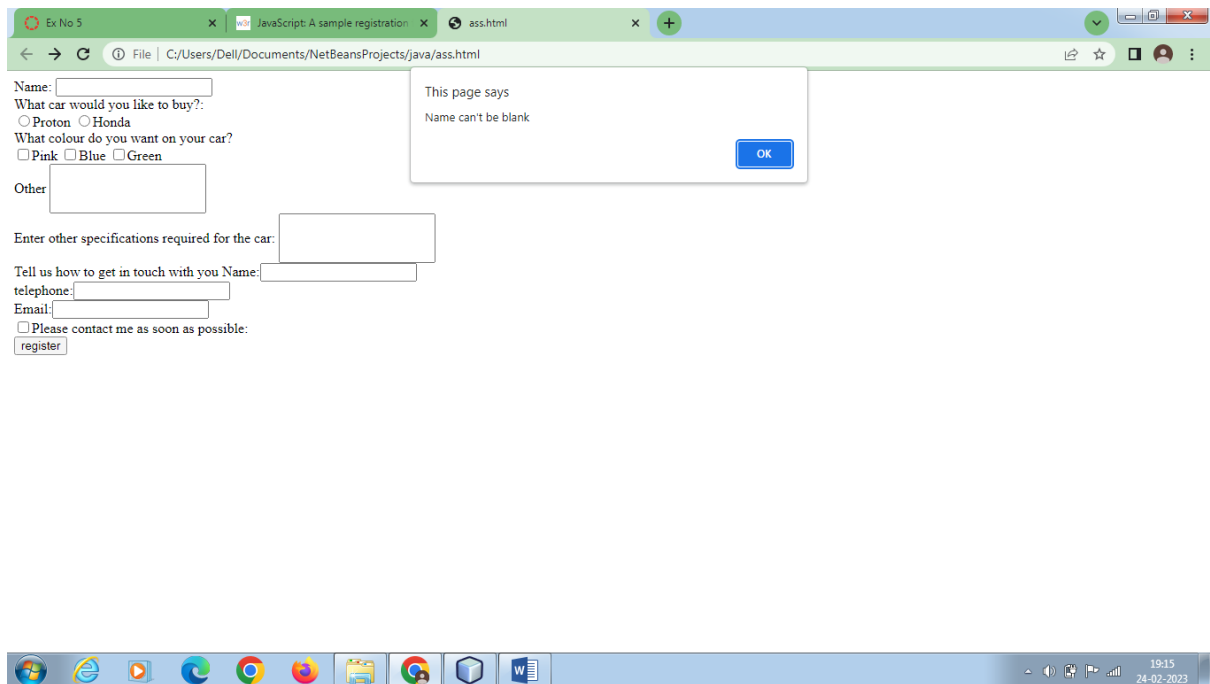 Ex No 5
w3r JavaScript: A sample registration
ass.html
File | C:/Users/Dell/Documents/NetBeansProjects/java/ass.html
This page says
Name can't be blank
OK
Name:
What car would you like to buy?:
Proton Honda
What colour do you want on your car?
Pink Blue Green
Other
Enter other specifications required for the car:
Tell us how to get in touch with you Name:
telephone:
Email:
Please contact me as soon as possible:
register
W
19:15
24-02-2023